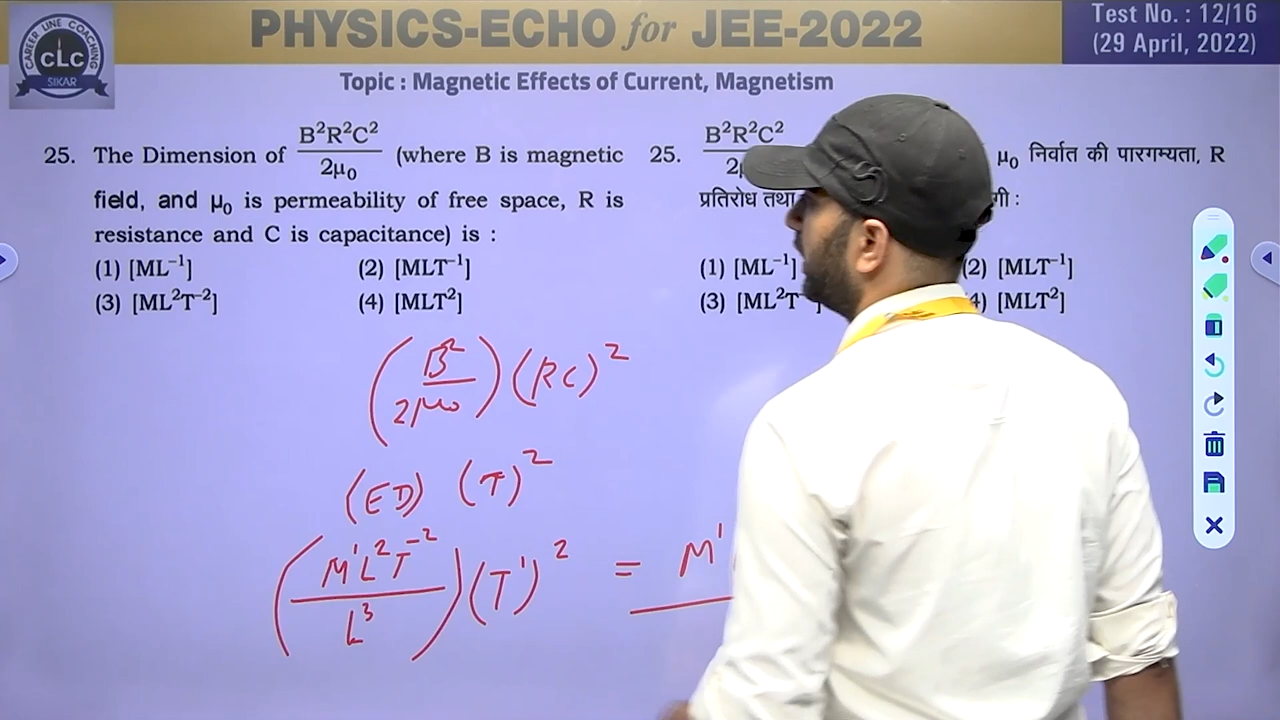 PHYSICS-ECHO for JEE-2022
Test No. : 12/16
(29 April, 2022)
CAREER LINE COACHING
CLC
SIKAR
Topic : Magnetic Effects of Current, Magnetism
25. The Dimension of B²R²C²/2μ₀ (where B is magnetic
field, and μ₀ is permeability of free space, R is
resistance and C is capacitance) is :
(1) [ML⁻¹] (2) [MLT⁻¹]
(3) [ML²T⁻²] (4) [MLT²]
25. B²R²C² μ₀ निर्वात की पारगम्यता, R
प्रतिरोध तथा
(1) [ML⁻¹] (2) [MLT⁻¹]
(3) [ML²T⁻ 4) [MLT²]
(B²/2μ₀) (RC)²
(ED) (T)²
(M¹L²T⁻²/L³) (T¹)² = M¹